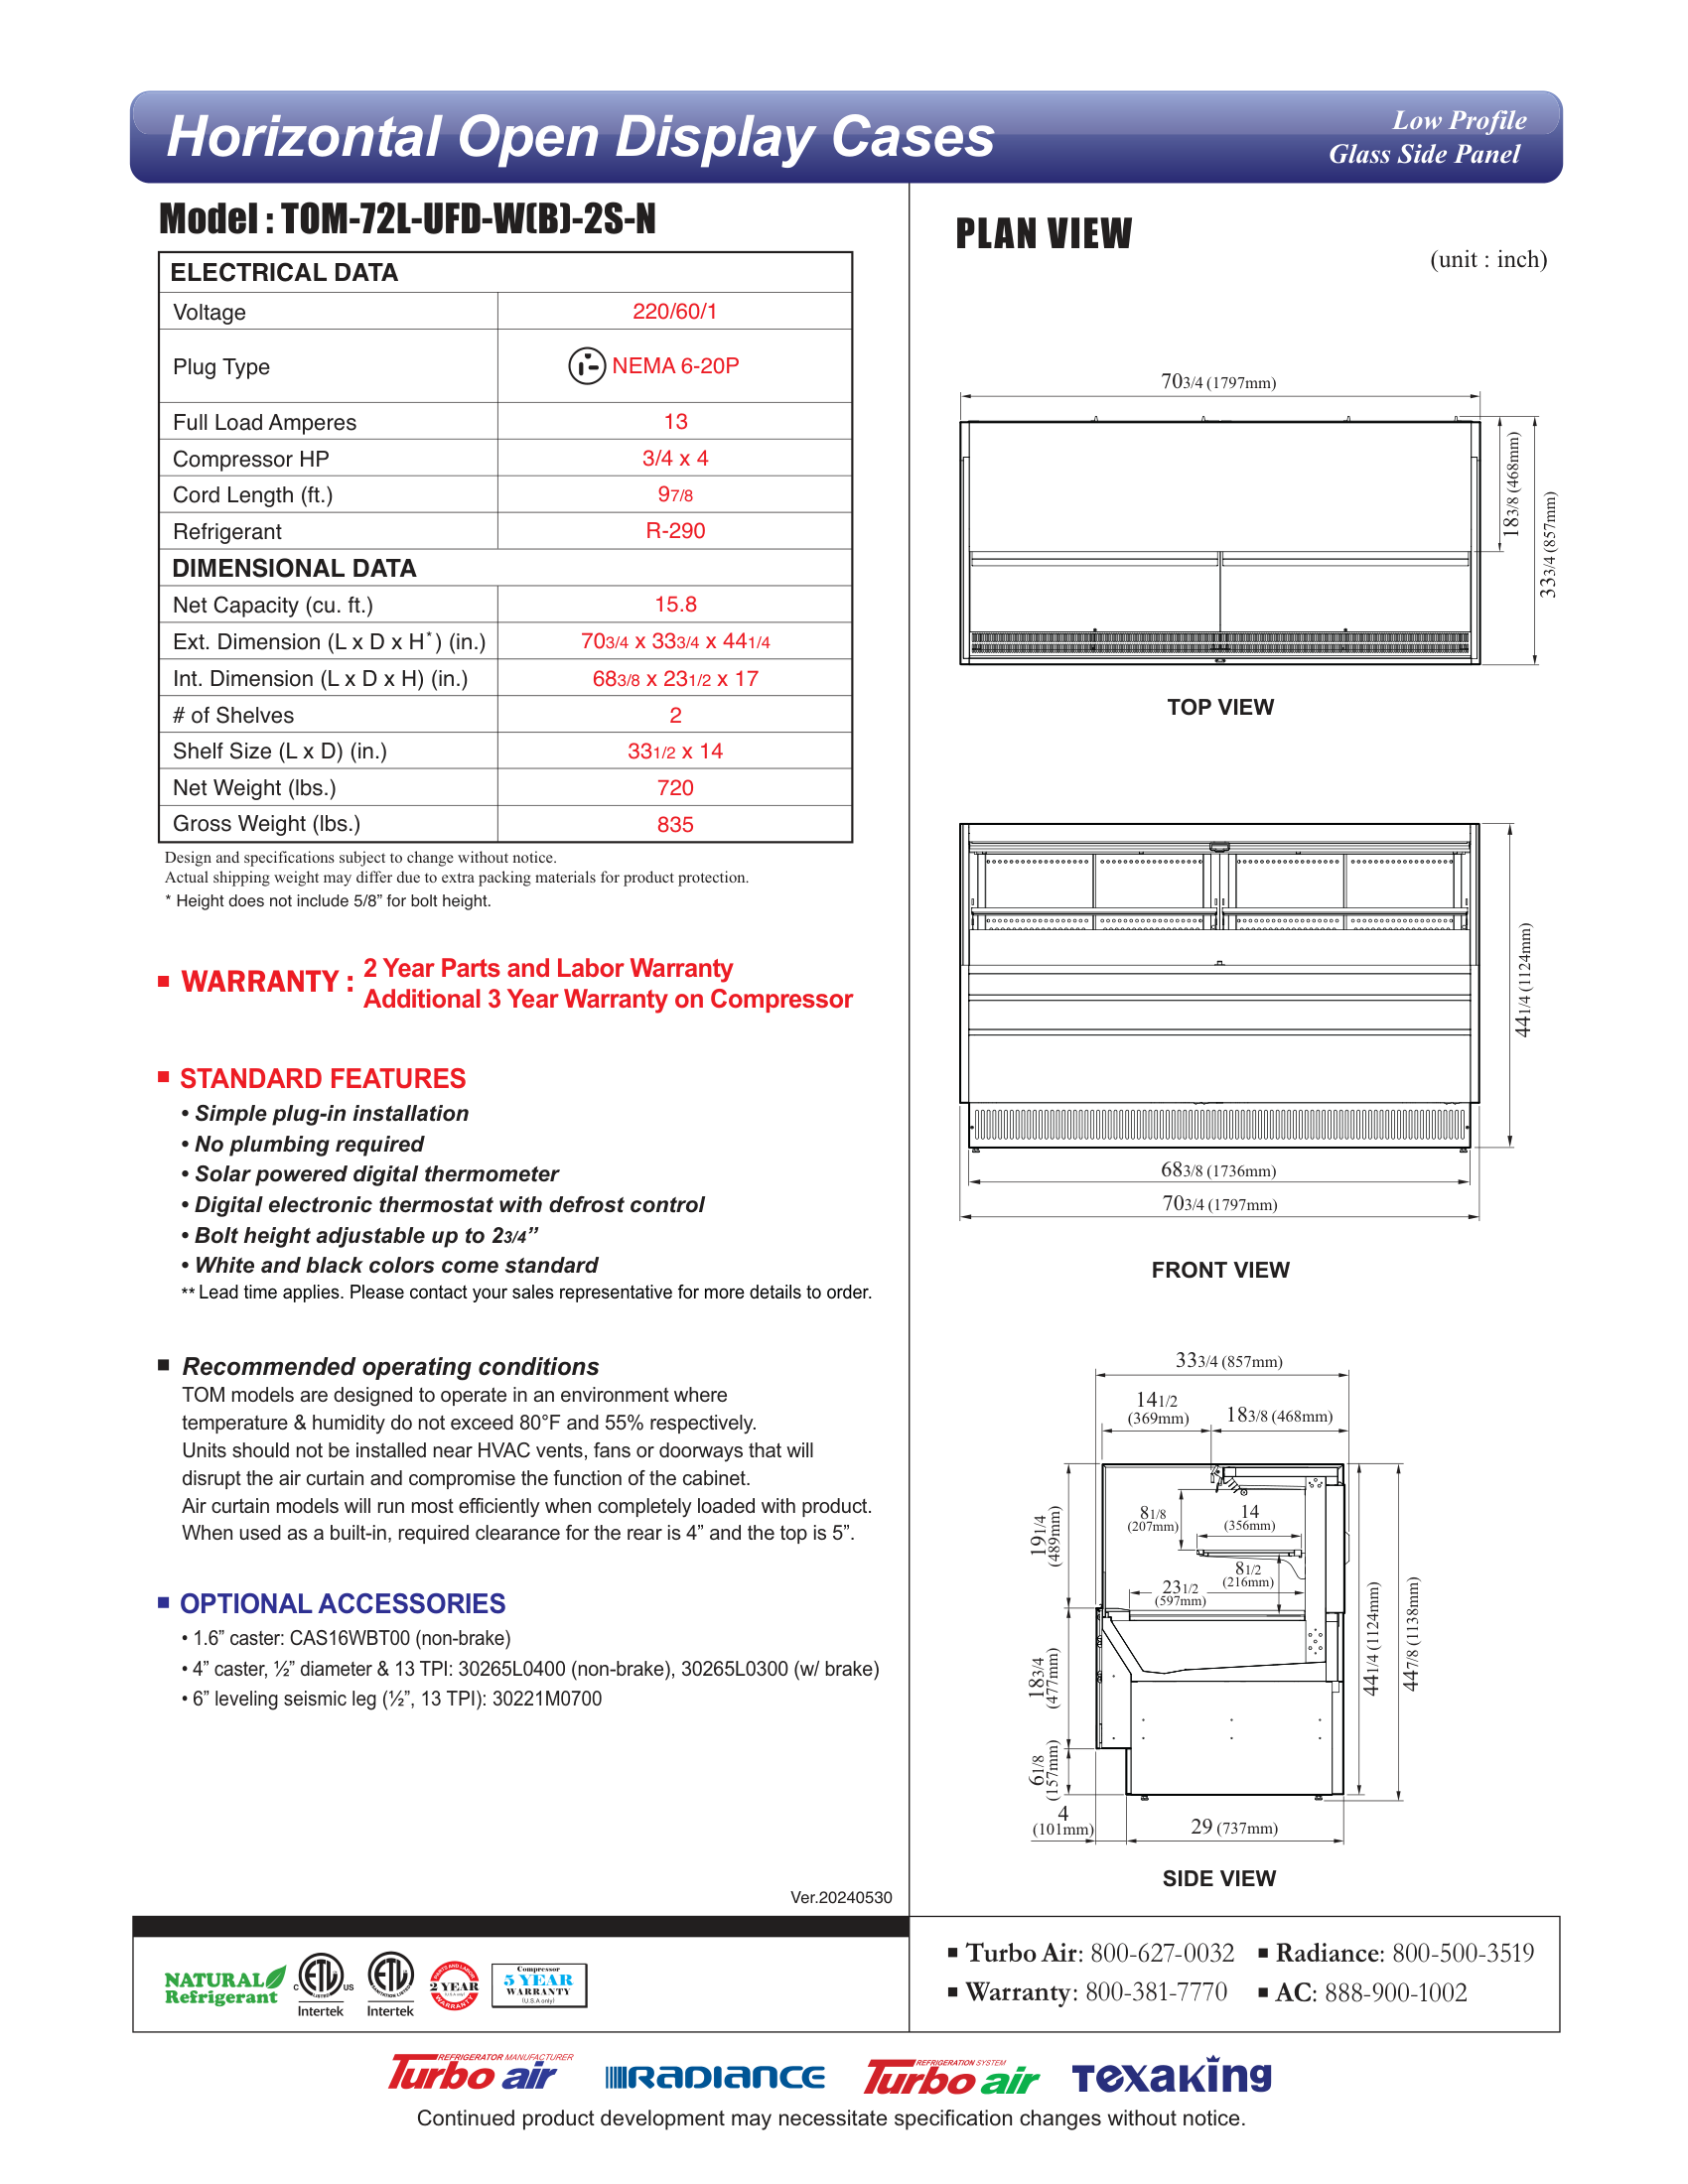 Horizontal Open Display Cases
Low Profile
Glass Side Panel
Model : TOM-72L-UFD-W(B)-2S-N
ELECTRICAL DATA
Voltage 220/60/1
Plug Type NEMA 6-20P
Full Load Amperes 13
Compressor HP 3/4 x 4
Cord Length (ft.) 97/8
Refrigerant R-290
DIMENSIONAL DATA
Net Capacity (cu. ft.) 15.8
Ext. Dimension (L x D x H*) (in.) 703/4 x 333/4 x 441/4
Int. Dimension (L x D x H) (in.) 683/8 x 231/2 x 17
# of Shelves 2
Shelf Size (L x D) (in.) 331/2 x 14
Net Weight (lbs.) 720
Gross Weight (lbs.) 835
Design and specifications subject to change without notice.
Actual shipping weight may differ due to extra packing materials for product protection.
* Height does not include 5/8” for bolt height.
WARRANTY : 2 Year Parts and Labor Warranty
Additional 3 Year Warranty on Compressor
STANDARD FEATURES
• Simple plug-in installation
• No plumbing required
• Solar powered digital thermometer
• Digital electronic thermostat with defrost control
• Bolt height adjustable up to 23/4”
• White and black colors come standard
** Lead time applies. Please contact your sales representative for more details to order.
Recommended operating conditions
TOM models are designed to operate in an environment where
temperature & humidity do not exceed 80°F and 55% respectively.
Units should not be installed near HVAC vents, fans or doorways that will
disrupt the air curtain and compromise the function of the cabinet.
Air curtain models will run most efficiently when completely loaded with product.
When used as a built-in, required clearance for the rear is 4” and the top is 5”.
OPTIONAL ACCESSORIES
• 1.6” caster: CAS16WBT00 (non-brake)
• 4” caster, ½” diameter & 13 TPI: 30265L0400 (non-brake), 30265L0300 (w/ brake)
• 6” leveling seismic leg (½”, 13 TPI): 30221M0700
Ver.20240530
PLAN VIEW
(unit : inch)
703/4 (1797mm)
183/8 (468mm)
333/4 (857mm)
TOP VIEW
441/4 (1124mm)
683/8 (1736mm)
703/4 (1797mm)
FRONT VIEW
333/4 (857mm)
141/2
(369mm)
183/8 (468mm)
191/4
(489mm)
81/8
(207mm)
14
(356mm)
81/2
(216mm)
231/2
(597mm)
183/4
(477mm)
61/8
(157mm)
441/4 (1124mm)
447/8 (1138mm)
4
(101mm)
29 (737mm)
SIDE VIEW
NATURAL
Refrigerant
C ETL US
LISTED
Intertek
ETL
SANITATION LISTED
Intertek
PARTS AND LABOR
2 YEAR
(U.S.A only)
WARRANTY
Compressor
5 YEAR
WARRANTY
(U.S.A only)
Turbo Air: 800-627-0032 Radiance: 800-500-3519
Warranty: 800-381-7770 AC: 888-900-1002
REFRIGERATOR MANUFACTURER
Turbo air
RADIANCE
REFRIGERATION SYSTEM
Turbo air
Texaking
Continued product development may necessitate specification changes without notice.